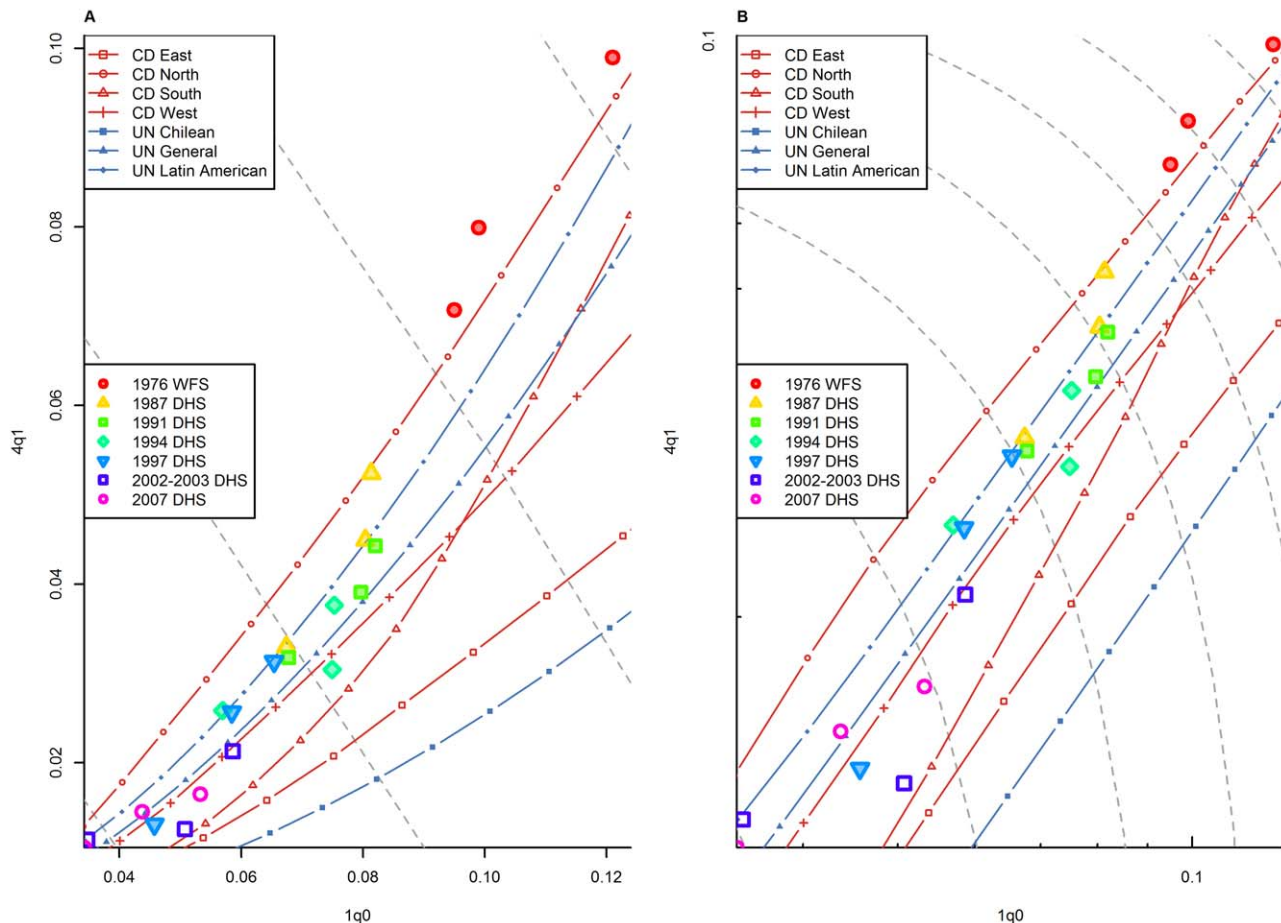 A
CD East
CD North
CD South
CD West
UN Chilean
UN General
UN Latin American
1976 WFS
1987 DHS
1991 DHS
1994 DHS
1997 DHS
2002-2003 DHS
2007 DHS
4q1
0.10
0.08
0.06
0.04
0.02
0.04
0.06
0.08
0.10
0.12
1q0
B
CD East
CD North
CD South
CD West
UN Chilean
UN General
UN Latin American
1976 WFS
1987 DHS
1991 DHS
1994 DHS
1997 DHS
2002-2003 DHS
2007 DHS
4q1
0.1
0.1
1q0